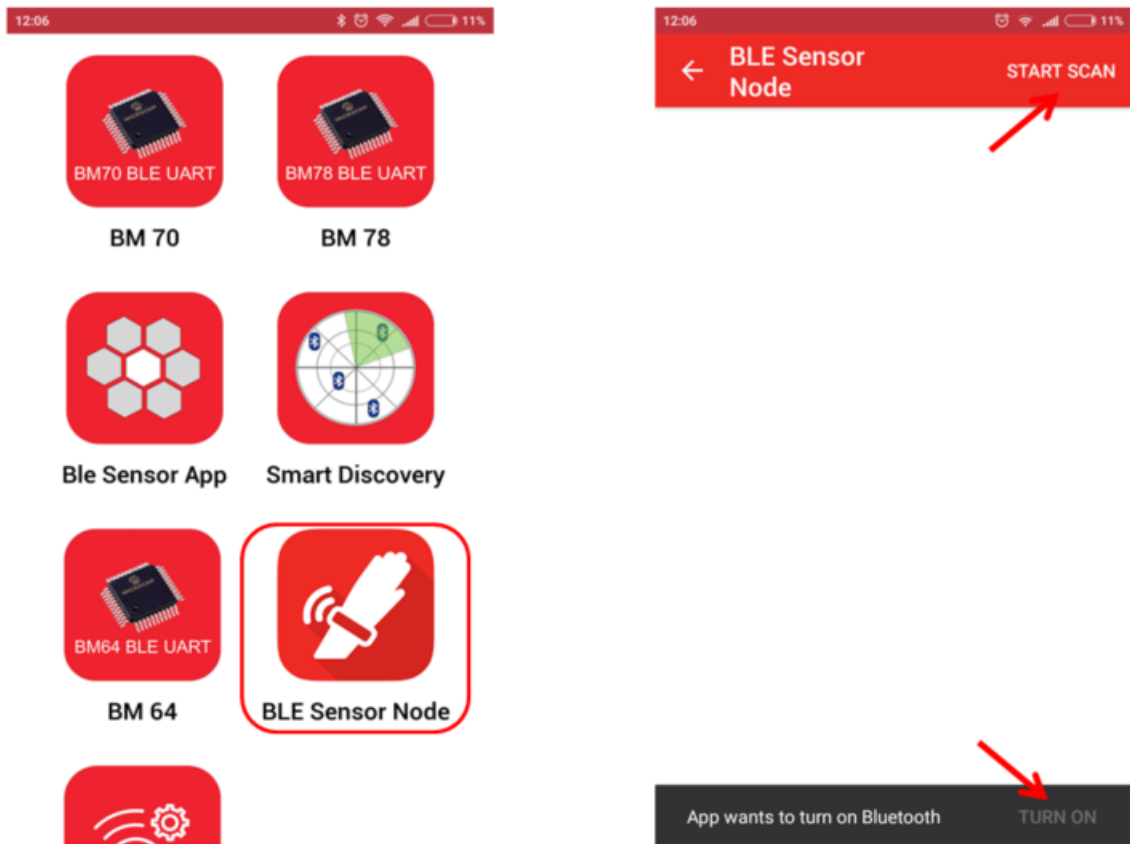 12:06
11%
BM70 BLE UART
BM78 BLE UART
BM 70
BM 78
Ble Sensor App
Smart Discovery
BM64 BLE UART
BM 64
BLE Sensor Node
12:06
11%
BLE Sensor
Node
START SCAN
App wants to turn on Bluetooth
TURN ON